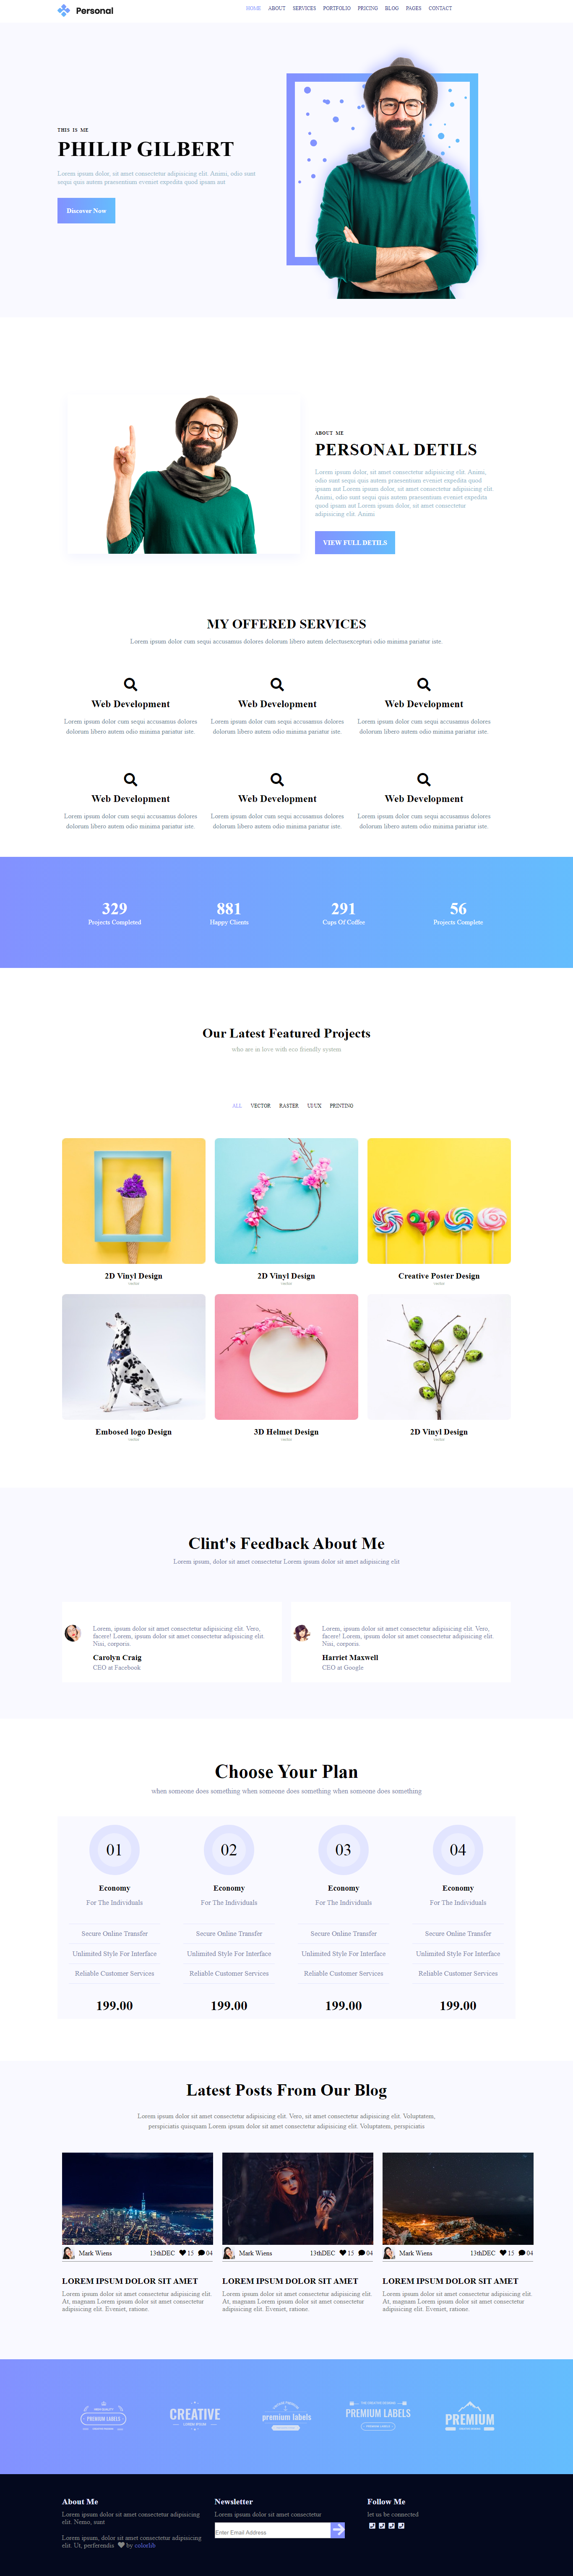 Personal
HOME ABOUT SERVICES PORTFOLIO PRICING BLOG PAGES CONTACT
THIS IS ME
PHILIP GILBERT
Lorem ipsum dolor, sit amet consectetur adipisicing elit. Animi, odio sunt
sequi quis autem praesentium eveniet expedita quod ipsum aut
Discover Now
ABOUT ME
PERSONAL DETILS
Lorem ipsum dolor, sit amet consectetur adipisicing elit. Animi,
odio sunt sequi quis autem praesentium eveniet expedita quod
ipsum aut Lorem ipsum dolor, sit amet consectetur adipisicing elit.
Animi, odio sunt sequi quis autem praesentium eveniet expedita
quod ipsum aut Lorem ipsum dolor, sit amet consectetur
adipisicing elit. Animi
VIEW FULL DETILS
MY OFFERED SERVICES
Lorem ipsum dolor cum sequi accusamus dolores dolorum libero autem delectusexcepturi odio minima pariatur iste.
Web Development
Lorem ipsum dolor cum sequi accusamus dolores
dolorum libero autem odio minima pariatur iste.
Web Development
Lorem ipsum dolor cum sequi accusamus dolores
dolorum libero autem odio minima pariatur iste.
Web Development
Lorem ipsum dolor cum sequi accusamus dolores
dolorum libero autem odio minima pariatur iste.
Web Development
Lorem ipsum dolor cum sequi accusamus dolores
dolorum libero autem odio minima pariatur iste.
Web Development
Lorem ipsum dolor cum sequi accusamus dolores
dolorum libero autem odio minima pariatur iste.
Web Development
Lorem ipsum dolor cum sequi accusamus dolores
dolorum libero autem odio minima pariatur iste.
329
Projects Completed
881
Happy Clients
291
Cups Of Coffee
56
Projects Complete
Our Latest Featured Projects
who are in love with eco friendly system
ALL VECTOR RASTER UI/UX PRINTING
2D Vinyl Design
vector
2D Vinyl Design
vector
Creative Poster Design
vector
Embosed logo Design
vector
3D Helmet Design
vector
2D Vinyl Design
vector
Clint's Feedback About Me
Lorem ipsum, dolor sit amet consectetur Lorem ipsum dolor sit amet adipisicing elit
Lorem, ipsum dolor sit amet consectetur adipisicing elit. Vero,
facere! Lorem, ipsum dolor sit amet consectetur adipisicing elit.
Nisi, corporis.
Carolyn Craig
CEO at Facebook
Lorem, ipsum dolor sit amet consectetur adipisicing elit. Vero,
facere! Lorem, ipsum dolor sit amet consectetur adipisicing elit.
Nisi, corporis.
Harriet Maxwell
CEO at Google
Choose Your Plan
when someone does something when someone does something when someone does something
01
Economy
For The Individuals
Secure Online Transfer
Unlimited Style For Interface
Reliable Customer Services
199.00
02
Economy
For The Individuals
Secure Online Transfer
Unlimited Style For Interface
Reliable Customer Services
199.00
03
Economy
For The Individuals
Secure Online Transfer
Unlimited Style For Interface
Reliable Customer Services
199.00
04
Economy
For The Individuals
Secure Online Transfer
Unlimited Style For Interface
Reliable Customer Services
199.00
Latest Posts From Our Blog
Lorem ipsum dolor sit amet consectetur adipisicing elit. Vero, sit amet consectetur adipisicing elit. Voluptatem,
perspiciatis quisquam Lorem ipsum dolor sit amet consectetur adipisicing elit. Voluptatem, perspiciatis
Mark Wiens 13thDEC 15 04
LOREM IPSUM DOLOR SIT AMET
Lorem ipsum dolor sit amet consectetur adipisicing elit.
At, magnam Lorem ipsum dolor sit amet consectetur
adipisicing elit. Eveniet, ratione.
Mark Wiens 13thDEC 15 04
LOREM IPSUM DOLOR SIT AMET
Lorem ipsum dolor sit amet consectetur adipisicing elit.
At, magnam Lorem ipsum dolor sit amet consectetur
adipisicing elit. Eveniet, ratione.
Mark Wiens 13thDEC 15 04
LOREM IPSUM DOLOR SIT AMET
Lorem ipsum dolor sit amet consectetur adipisicing elit.
At, magnam Lorem ipsum dolor sit amet consectetur
adipisicing elit. Eveniet, ratione.
PREMIUM LABELS
CREATIVE
LOREM IPSUM
premium labels
PREMIUM LABELS
PREMIUM
About Me
Lorem ipsum dolor sit amet consectetur adipisicing
elit. Nemo, sunt
Lorem ipsum, dolor sit amet consectetur adipisicing
elit. Ut, perferendis by colorlib
Newsletter
Lorem ipsum dolor sit amet consectetur
Enter Email Address
Follow Me
let us be connected